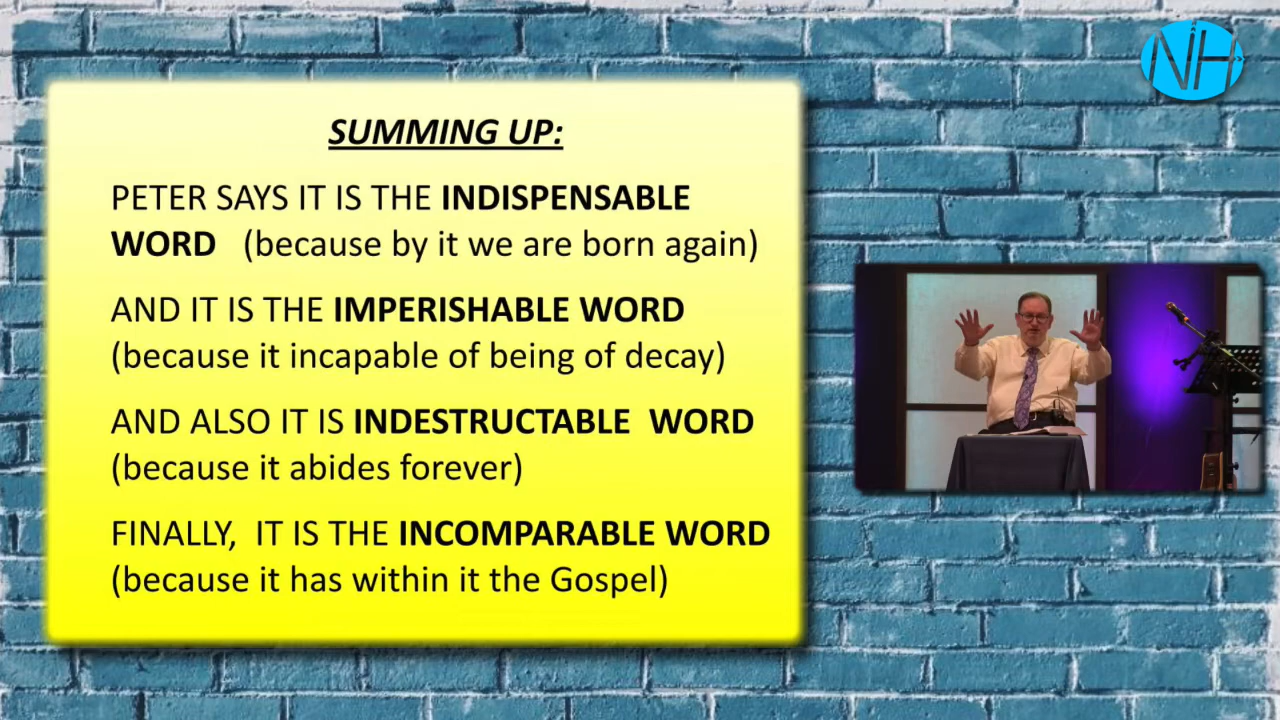 NH
SUMMING UP:
PETER SAYS IT IS THE INDISPENSABLE
WORD (because by it we are born again)
AND IT IS THE IMPERISHABLE WORD
(because it incapable of being of decay)
AND ALSO IT IS INDESTRUCTABLE WORD
(because it abides forever)
FINALLY, IT IS THE INCOMPARABLE WORD
(because it has within it the Gospel)